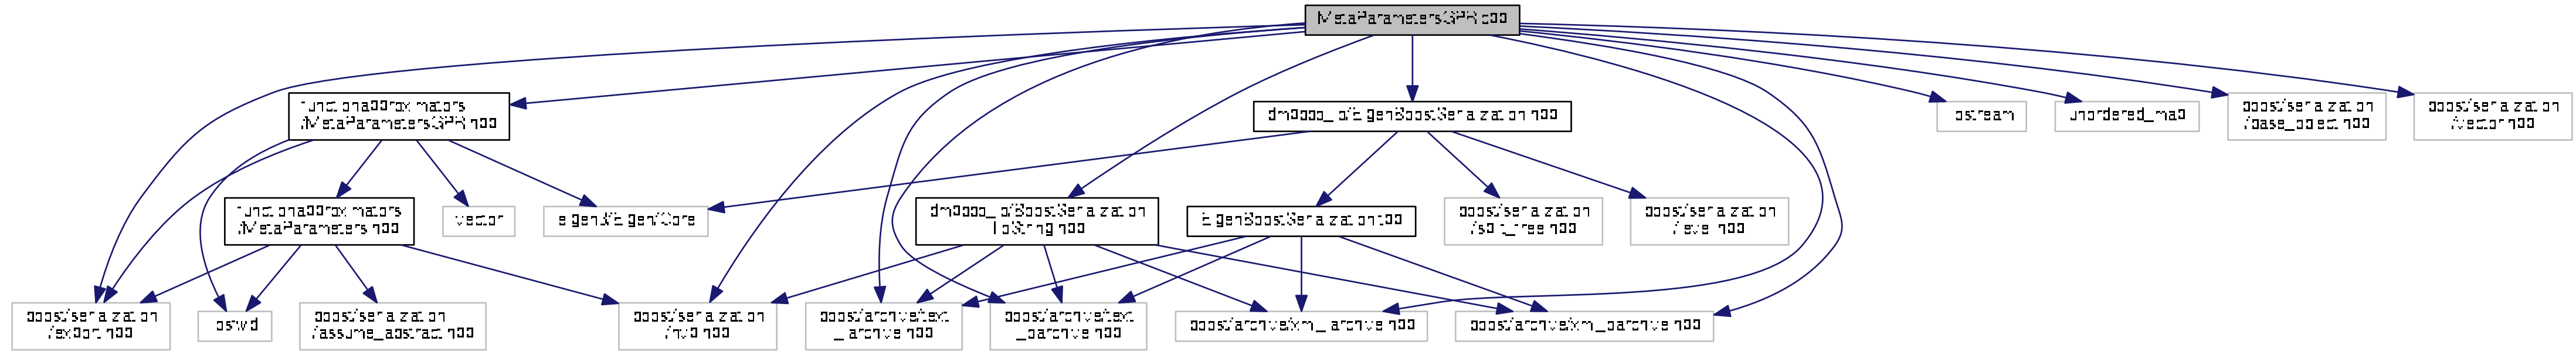 MetaParametersGPR.cpp
functionapproximators
/MetaParametersGPR.hpp
dmpbbo_io/EigenBoostSerialization.hpp
iostream
unordered_map
boost/serialization
/base_object.hpp
boost/serialization
/vector.hpp
functionapproximators
/MetaParameters.hpp
vector
eigen3/Eigen/Core
dmpbbo_io/BoostSerialization
ToString.hpp
EigenBoostSerialization.tpp
boost/serialization
/split_free.hpp
boost/serialization
/level.hpp
boost/serialization
/export.hpp
iosfwd
boost/serialization
/assume_abstract.hpp
boost/serialization
/nvp.hpp
boost/archive/text
_iarchive.hpp
boost/archive/text
_oarchive.hpp
boost/archive/xml_iarchive.hpp
boost/archive/xml_oarchive.hpp